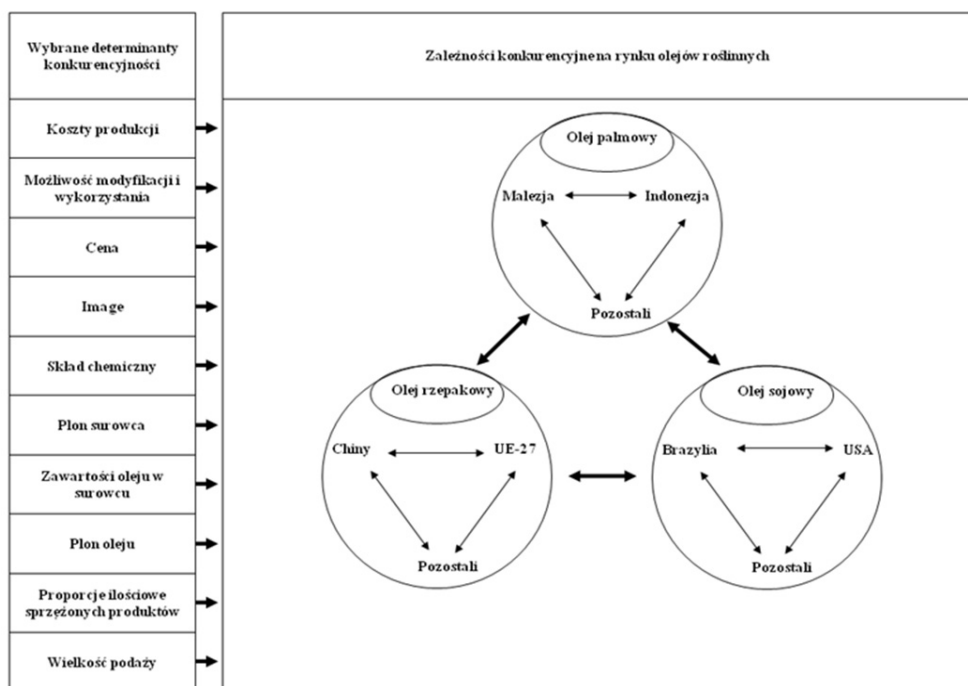 Wybrane determinanty
konkurencyjności
Zależności konkurencyjne na rynku olejów roślinnych
Koszty produkcji
Możliwość modyfikacji i
wykorzystania
Cena
Image
Skład chemiczny
Plon surowca
Zawartości oleju w
surowcu
Plon oleju
Proporcje ilościowe
sprzężonych produktów
Wielkość podaży
Olej palmowy
Malezja
Indonezja
Pozostali
Olej rzepakowy
Chiny
UE-27
Pozostali
Olej sojowy
Brazylia
USA
Pozostali